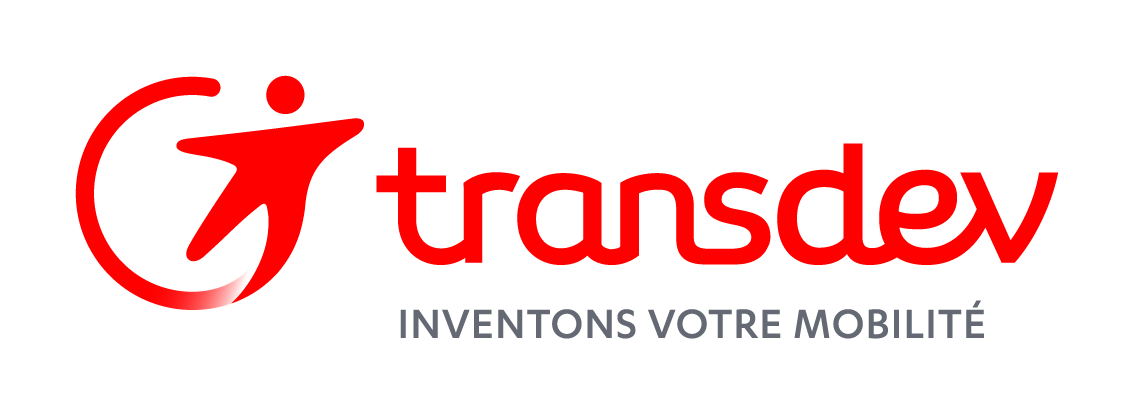 transdev
INVENTONS VOTRE MOBILITÉ